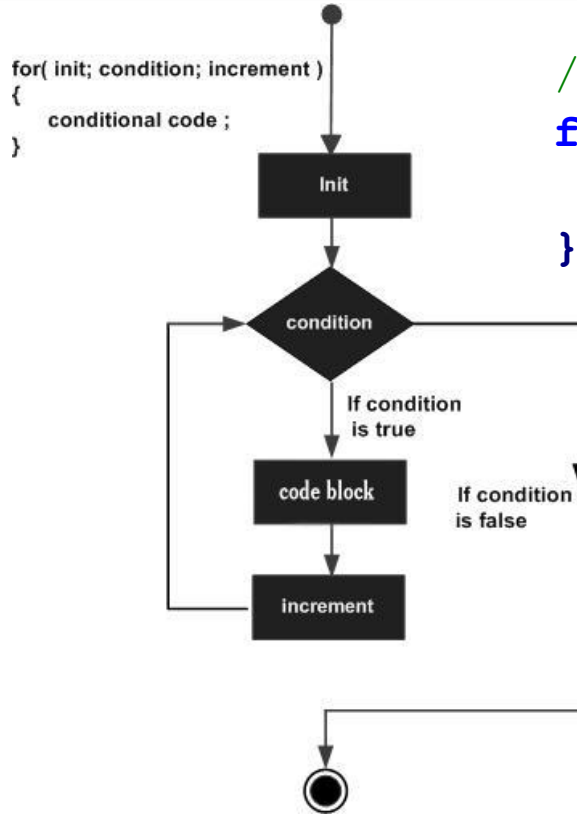 for( init; condition; increment )
{
conditional code ;
}
/
f
}
Init
condition
If condition
is true
code block
If condition
is false
increment